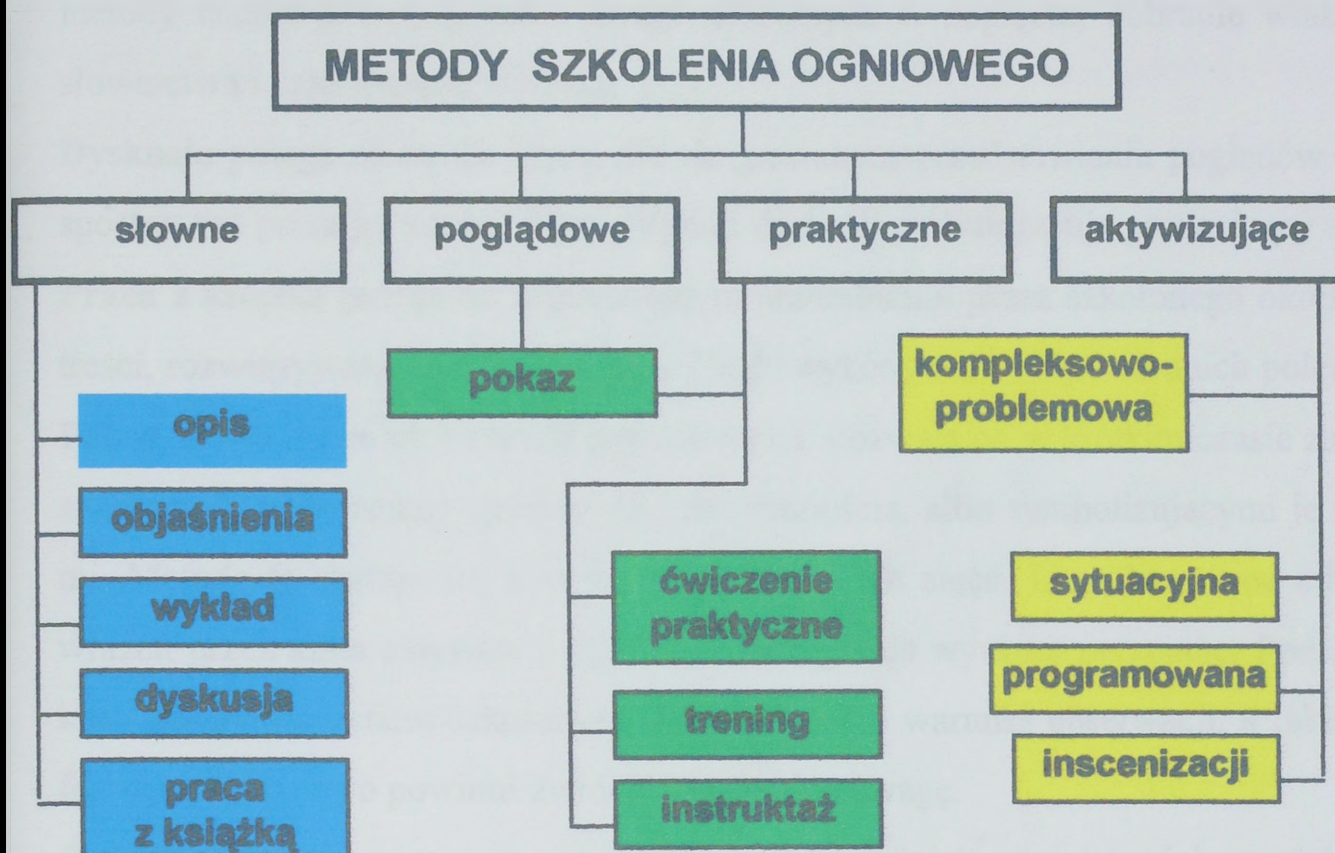 METODY SZKOLENIA OGNIOWEGO
słowne
poglądowe
praktyczne
aktywizujące
opis
objaśnienia
wykład
dyskusja
praca
z książką
pokaz
ćwiczenie
praktyczne
trening
instruktaż
kompleksowo-
problemowa
sytuacyjna
programowana
inscenizacji